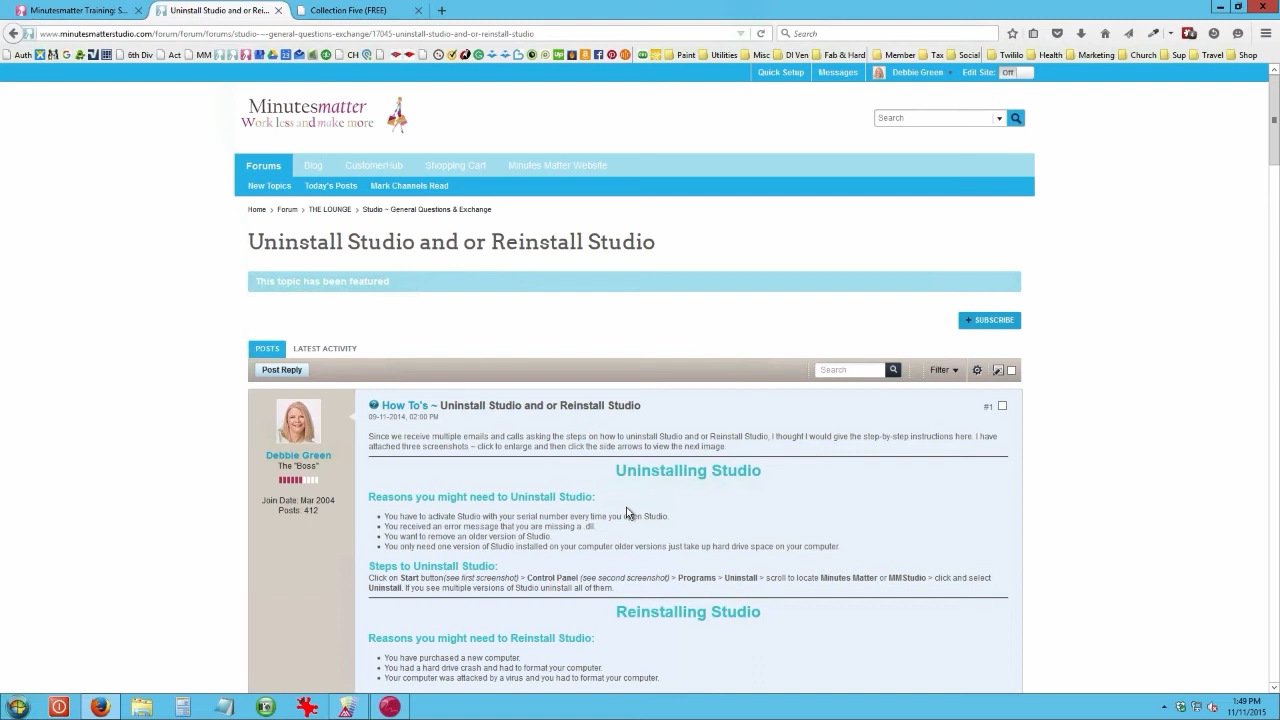 Minutesmatter Training: S...
Uninstall Studio and or Rei...
Collection Five (FREE)
www.minutesmatterstudio.com/forum/forum/forums/studio-~-general-questions-exchange/17045-uninstall-studio-and-or-reinstall-studio
Search
Auth
6th Div
Act
MM
CH
CL
Paint
Utilities
Misc
DI Ven
Fab & Hard
Member
Tax
Social
Twilio
Health
Marketing
Church
Sup
Travel
Shop
Quick Setup
Messages
Debbie Green
Edit Site:
Off
Minutesmatter
Work less and make more
Search
Forums
Blog
CustomerHub
Shopping Cart
Minutes Matter Website
New Topics
Today's Posts
Mark Channels Read
Home > Forum > THE LOUNGE > Studio ~ General Questions & Exchange
Uninstall Studio and or Reinstall Studio
This topic has been featured
+ SUBSCRIBE
POSTS
LATEST ACTIVITY
Post Reply
Search
Filter
How To's ~ Uninstall Studio and or Reinstall Studio
#1
09-11-2014, 02:00 PM
Debbie Green
The "Boss"
Join Date: Mar 2004
Posts: 412
Since we receive multiple emails and calls asking the steps on how to uninstall Studio and or Reinstall Studio, I thought I would give the step-by-step instructions here. I have
attached three screenshots ~ click to enlarge and then click the side arrows to view the next image.
Uninstalling Studio
Reasons you might need to Uninstall Studio:
You have to activate Studio with your serial number every time you Studio.
You received an error message that you are missing a .dll.
You want to remove an older version of Studio.
You only need one version of Studio installed on your computer older versions just take up hard drive space on your computer.
Steps to Uninstall Studio:
Click on Start button(see first screenshot) > Control Panel (see second screenshot) > Programs > Uninstall > scroll to locate Minutes Matter or MMStudio > click and select
Uninstall. If you see multiple versions of Studio uninstall all of them.
Reinstalling Studio
Reasons you might need to Reinstall Studio:
You have purchased a new computer.
You had a hard drive crash and had to format your computer.
Your computer was attacked by a virus and you had to format your computer.
1:49 PM
11/11/2015